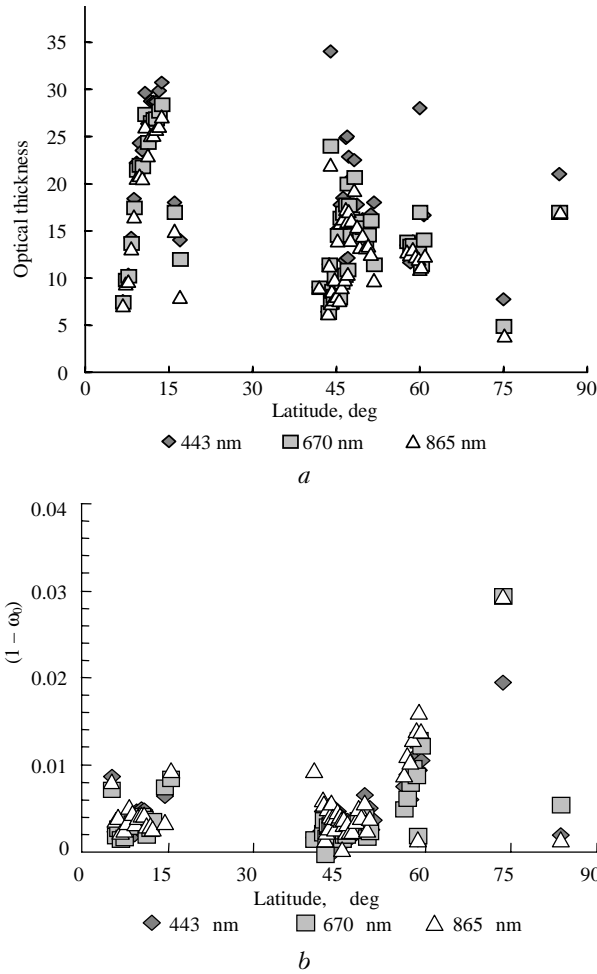 35
30
25
20
15
10
5
0
Optical thickness
0 15 30 45 60 75 90
Latitude, deg
443 nm 670 nm 865 nm
a
0.04
0.03
0.02
0.01
0
(1 − ω0)
0 15 30 45 60 75 90
Latitude, deg
443 nm 670 nm 865 nm
b